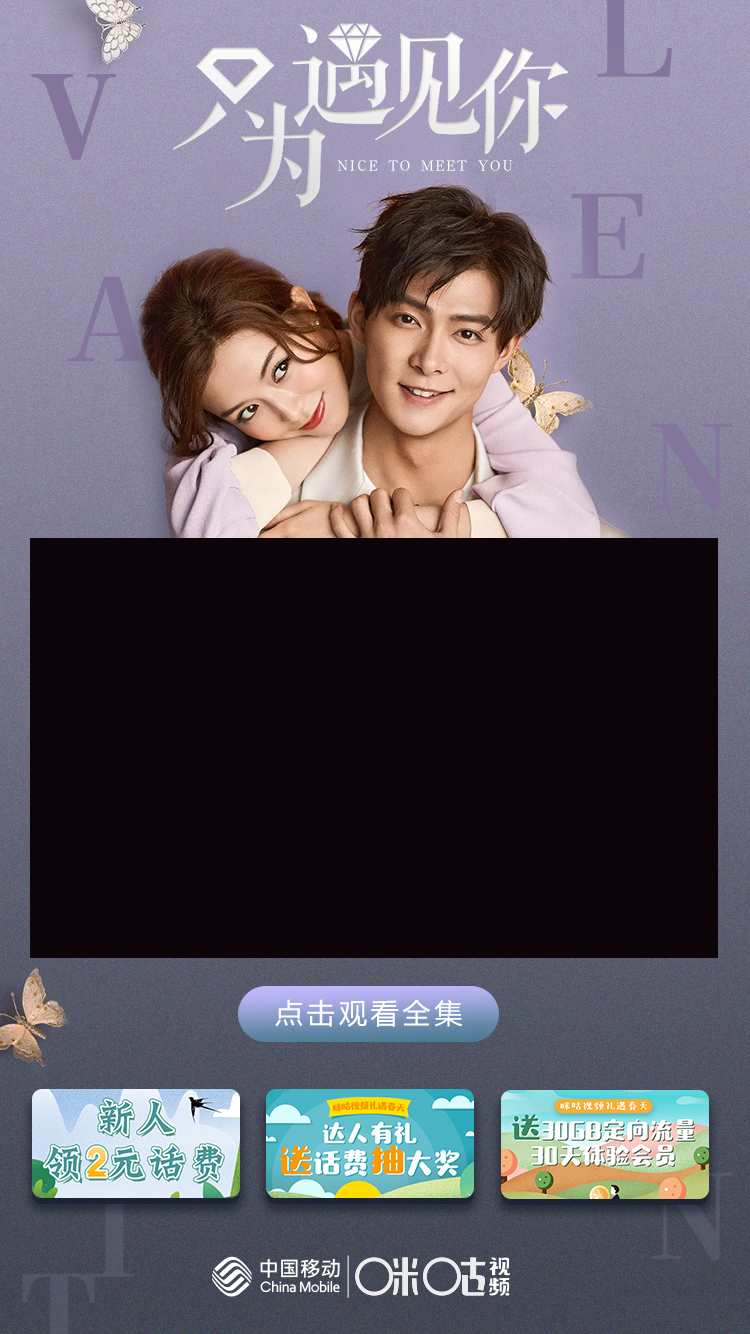 只为遇见你
NICE TO MEET YOU
V
A
L
E
N
点击观看全集
新人
领2元话费
咪咕视频礼遇春天
达人有礼
送话费抽大奖
咪咕视频礼遇春天
送30GB定向流量
30天体验会员
T
I
N
中国移动
China Mobile
咪咕视频